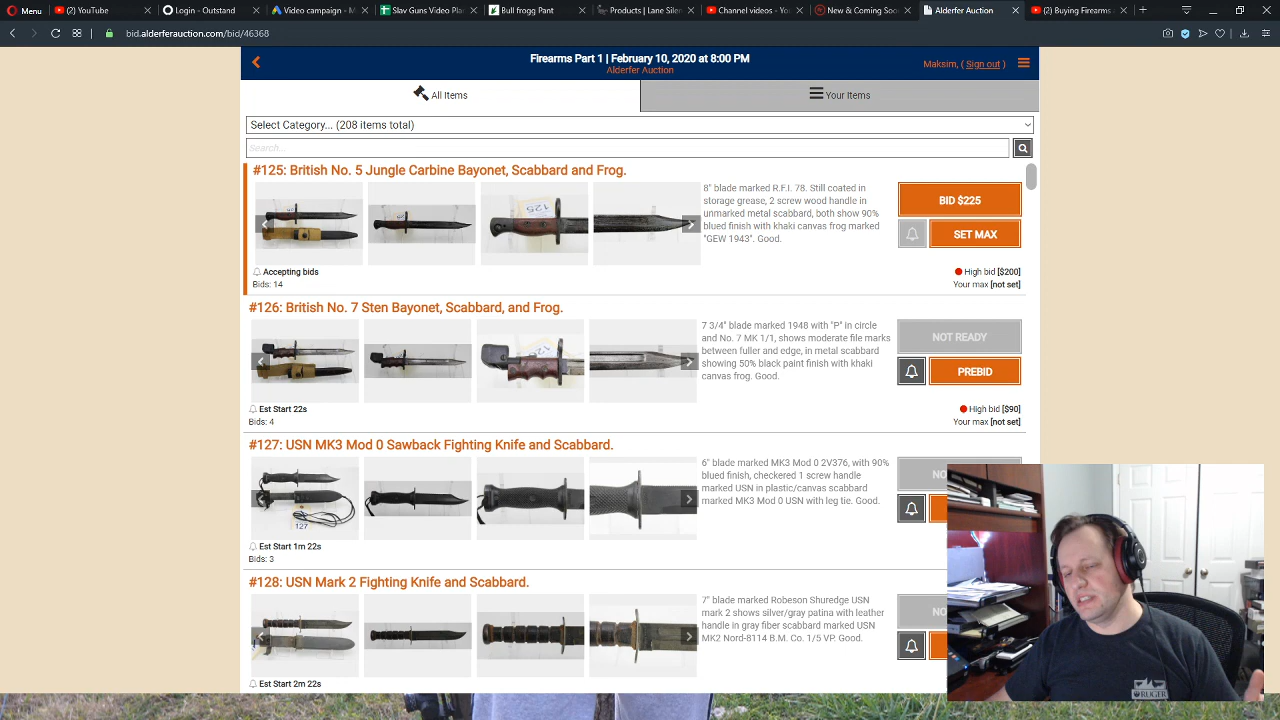 Menu
(2) YouTube
Login - Outstand
Video campaign - M
Slav Guns Video Plan
Bull frogg Pant
Products | Lane Silen
Channel videos - You
New & Coming Soo
Alderfer Auction
(2) Buying Firearms
bid.alderferauction.com/bid/46368
Firearms Part 1 | February 10, 2020 at 8:00 PM
Alderfer Auction
Maksim, ( Sign out )
All Items
Your Items
Select Category... (208 items total)
Search...
#125: British No. 5 Jungle Carbine Bayonet, Scabbard and Frog.
8" blade marked R.F.I. 78. Still coated in
storage grease, 2 screw wood handle in
unmarked metal scabbard, both show 90%
blued finish with khaki canvas frog marked
"GEW 1943". Good.
BID $225
SET MAX
Accepting bids
Bids: 14
High bid [$200]
Your max [not set]
#126: British No. 7 Sten Bayonet, Scabbard, and Frog.
7 3/4" blade marked 1948 with "P" in circle
and No. 7 MK 1/1, shows moderate file marks
between fuller and edge, in metal scabbard
showing 50% black paint finish with khaki
canvas frog. Good.
NOT READY
PREBID
Est Start 22s
Bids: 4
High bid [$90]
Your max [not set]
#127: USN MK3 Mod 0 Sawback Fighting Knife and Scabbard.
127
6" blade marked MK3 Mod 0 2V376, with 90%
blued finish, checkered 1 screw handle
marked USN in plastic/canvas scabbard
marked MK3 Mod 0 USN with leg tie. Good.
NO
Est Start 1m 22s
Bids: 3
#128: USN Mark 2 Fighting Knife and Scabbard.
7" blade marked Robeson Shuredge USN
mark 2 shows silver/gray patina with leather
handle in gray fiber scabbard marked USN
MK2 Nord-8114 B.M. Co. 1/5 VP. Good.
NO
Est Start 2m 22s
RUGER